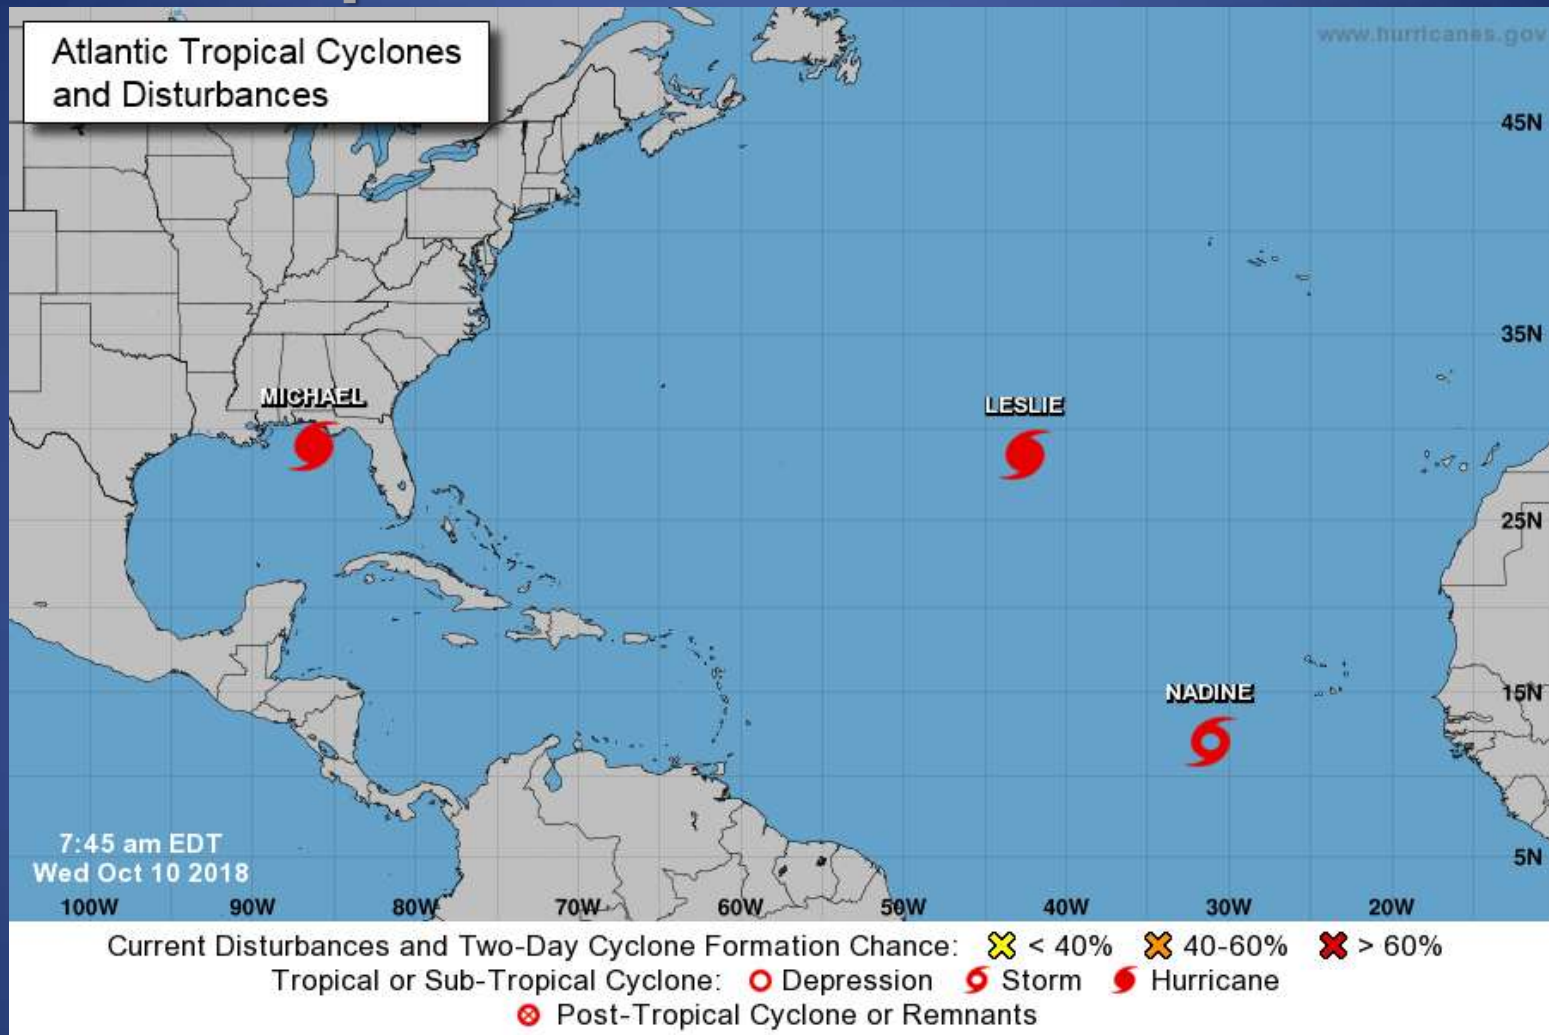 Atlantic Tropical Cyclones
and Disturbances
www.hurricanes.gov
45N
35N
MICHAEL
LESLIE
25N
NADINE
15N
7:45 am EDT
Wed Oct 10 2018
5N
100W 90W 80W 70W 60W 50W 40W 30W 20W
Current Disturbances and Two-Day Cyclone Formation Chance: < 40% 40-60% > 60%
Tropical or Sub-Tropical Cyclone: Depression Storm Hurricane
Post-Tropical Cyclone or Remnants